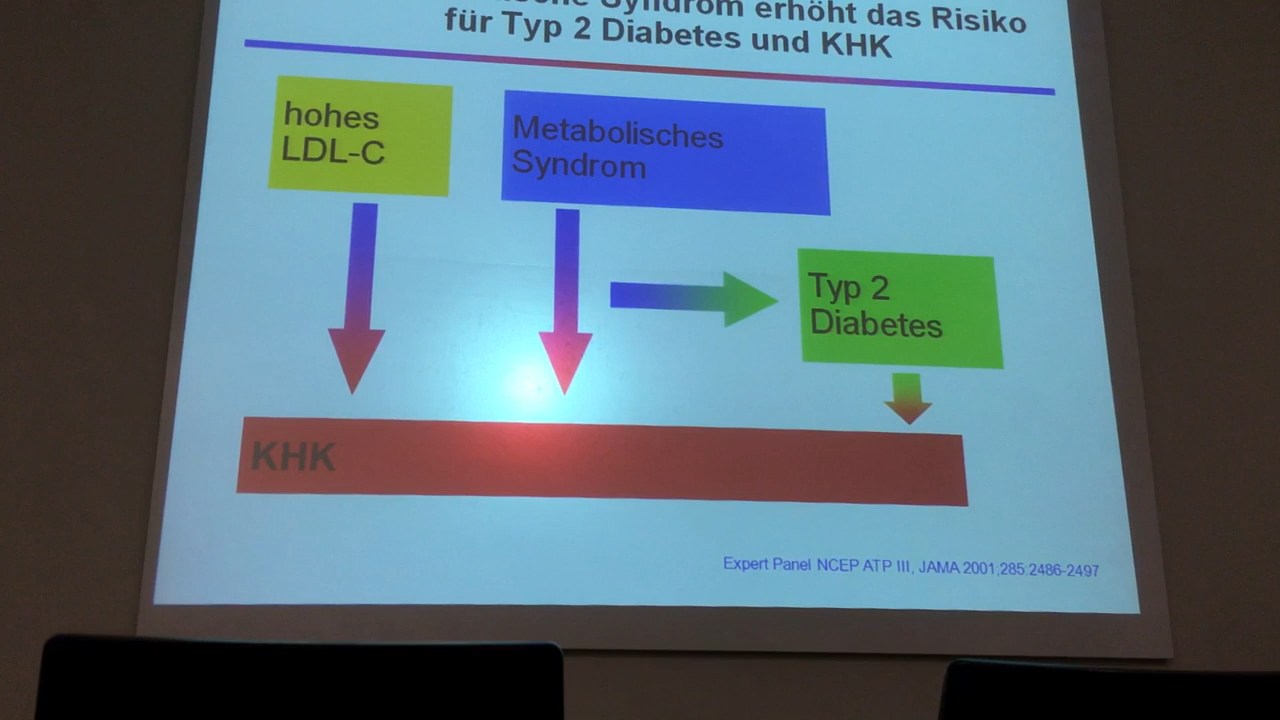 Syndrom erhöht das Risiko
für Typ 2 Diabetes und KHK
hohes
LDL-C
Metabolisches
Syndrom
Typ 2
Diabetes
KHK
Expert Panel NCEP ATP III, JAMA 2001;285:2486-2497